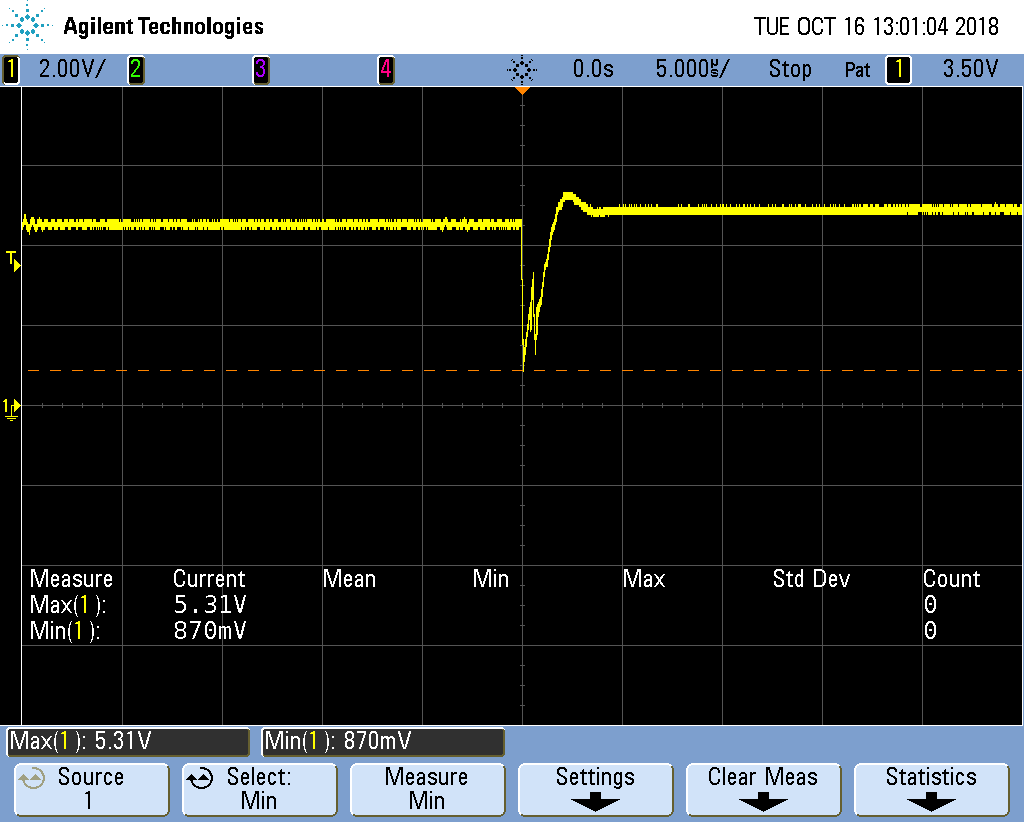 Agilent Technologies TUE OCT 16 13:01:04 2018
1 2.00V/ 2 3 4 0.0s 5.000µs/ Stop Pat 1 3.50V
T
1
Measure Current Mean Min Max Std Dev Count
Max(1): 5.31V 0
Min(1): 870mV 0
Max(1): 5.31V Min(1): 870mV
Source Select: Measure Settings Clear Meas Statistics
1 Min Min